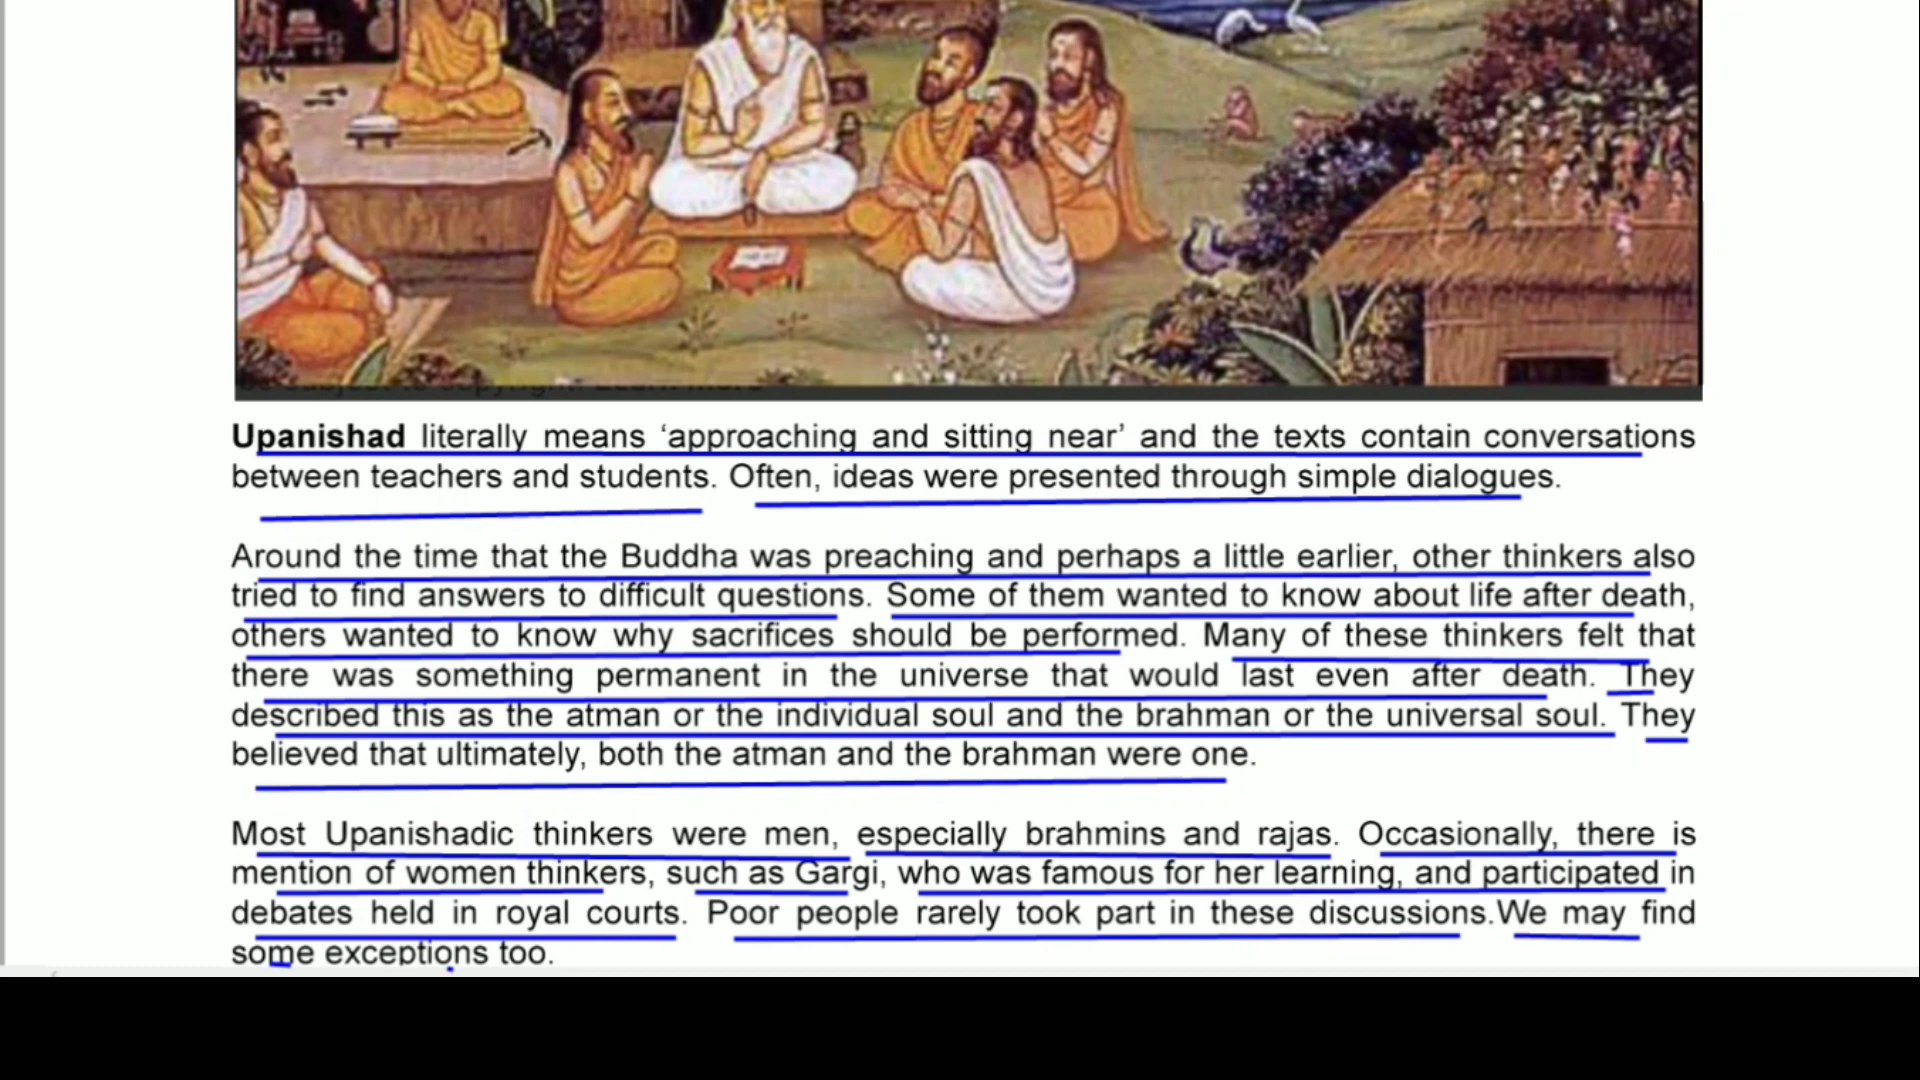 Upanishad literally means ‘approaching and sitting near’ and the texts contain conversations
between teachers and students. Often, ideas were presented through simple dialogues.
Around the time that the Buddha was preaching and perhaps a little earlier, other thinkers also
tried to find answers to difficult questions. Some of them wanted to know about life after death,
others wanted to know why sacrifices should be performed. Many of these thinkers felt that
there was something permanent in the universe that would last even after death. They
described this as the atman or the individual soul and the brahman or the universal soul. They
believed that ultimately, both the atman and the brahman were one.
Most Upanishadic thinkers were men, especially brahmins and rajas. Occasionally, there is
mention of women thinkers, such as Gargi, who was famous for her learning, and participated in
debates held in royal courts. Poor people rarely took part in these discussions.We may find
some exceptions too.